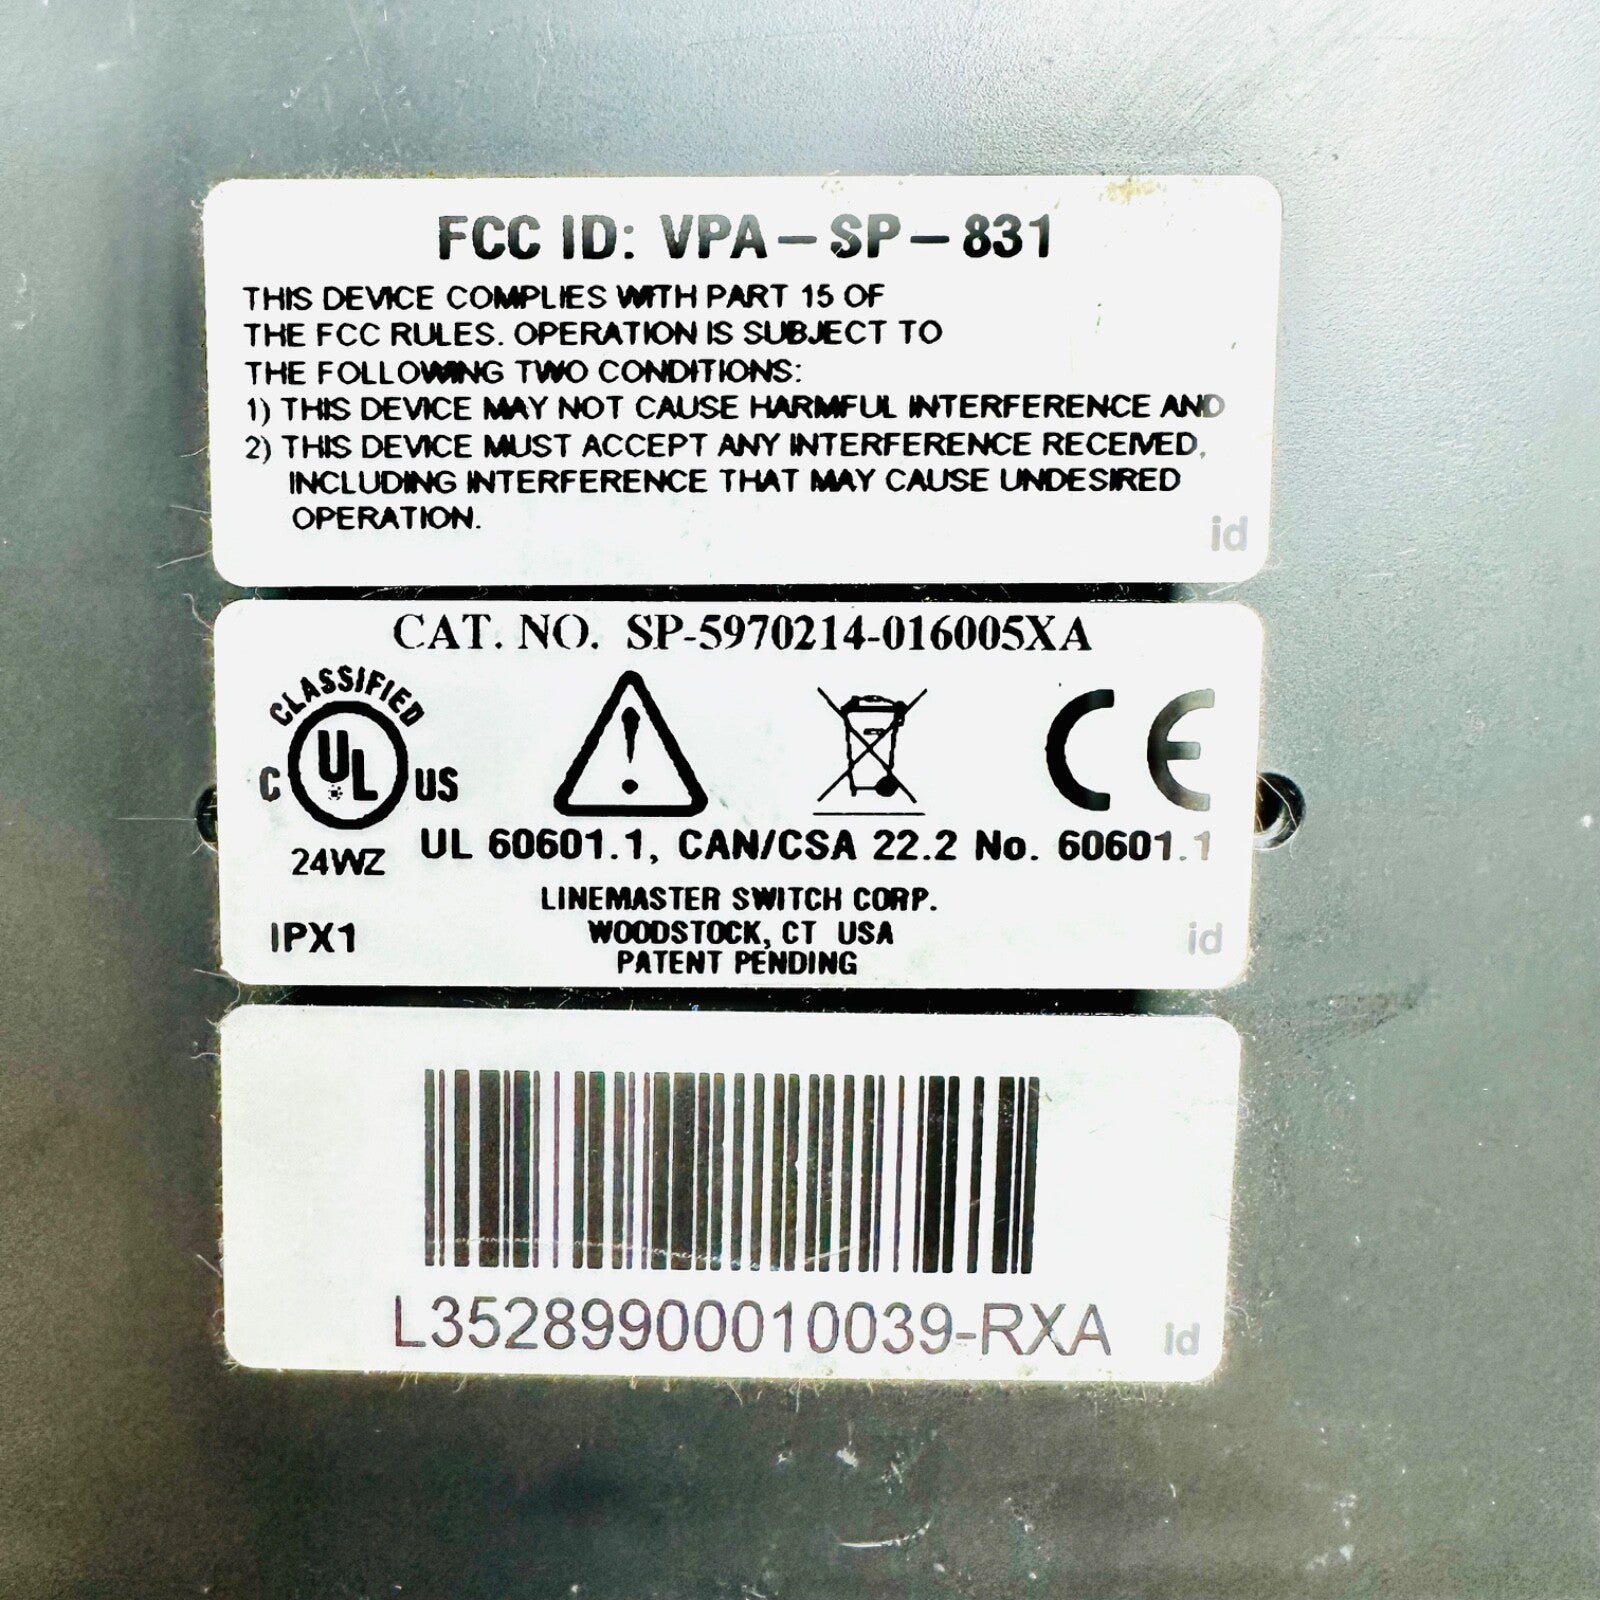 FCC ID: VPA-SP-831
THIS DEVICE COMPLIES WITH PART 15 OF
THE FCC RULES. OPERATION IS SUBJECT TO
THE FOLLOWING TWO CONDITIONS:
1) THIS DEVICE MAY NOT CAUSE HARMFUL INTERFERENCE AND
2) THIS DEVICE MUST ACCEPT ANY INTERFERENCE RECEIVED,
INCLUDING INTERFERENCE THAT MAY CAUSE UNDESIRED
OPERATION.
id
CAT. NO. SP-5970214-016005XA
CLASSIFIED
C UL US
CE
24WZ
UL 60601.1, CAN/CSA 22.2 No. 60601.1
LINEMASTER SWITCH CORP.
WOODSTOCK, CT USA
PATENT PENDING
IPX1
id
L35289900010039-RXA
id